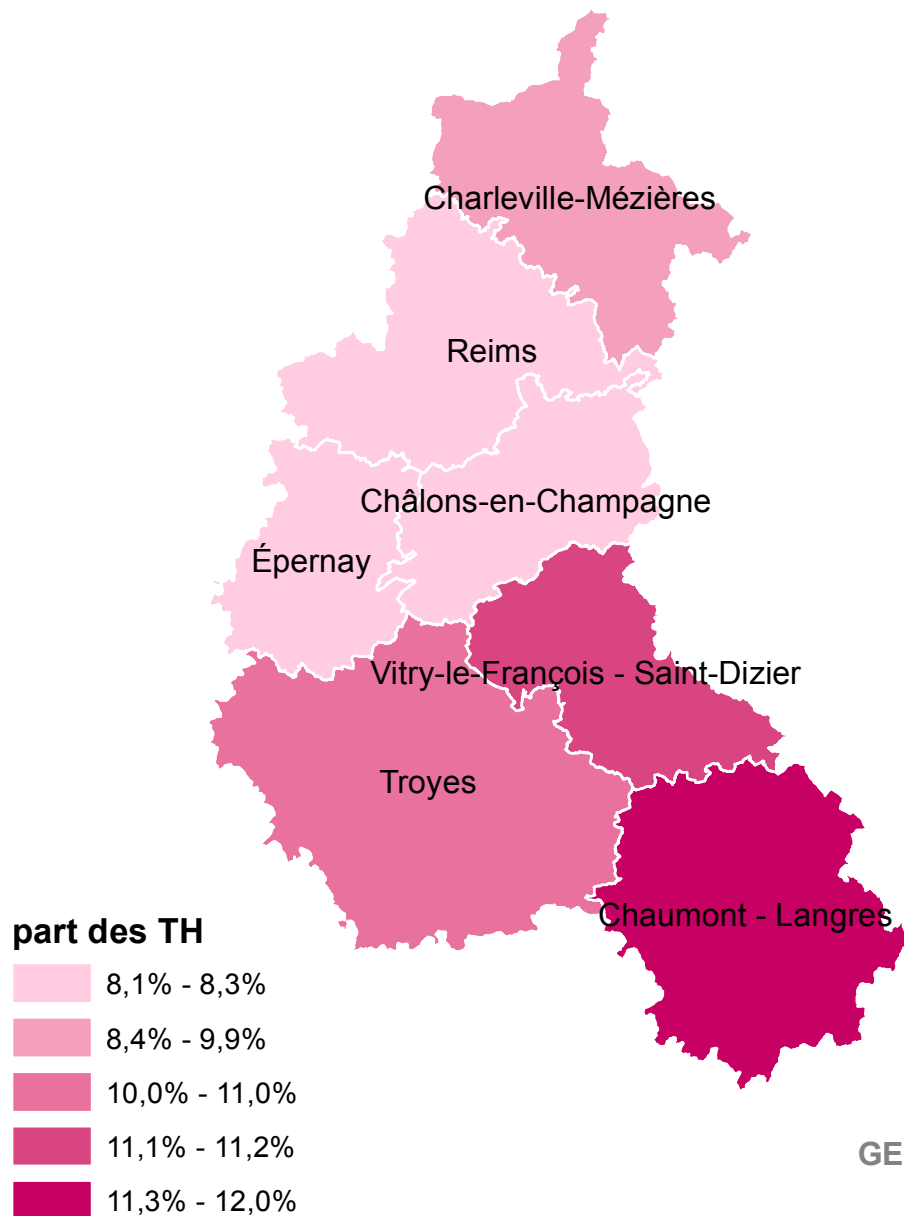 Charleville-Mézières
Reims
Châlons-en-Champagne
Épernay
Vitry-le-François - Saint-Dizier
Troyes
Chaumont - Langres
part des TH
8,1% - 8,3%
8,4% - 9,9%
10,0% - 11,0%
11,1% - 11,2%
11,3% - 12,0%
GE